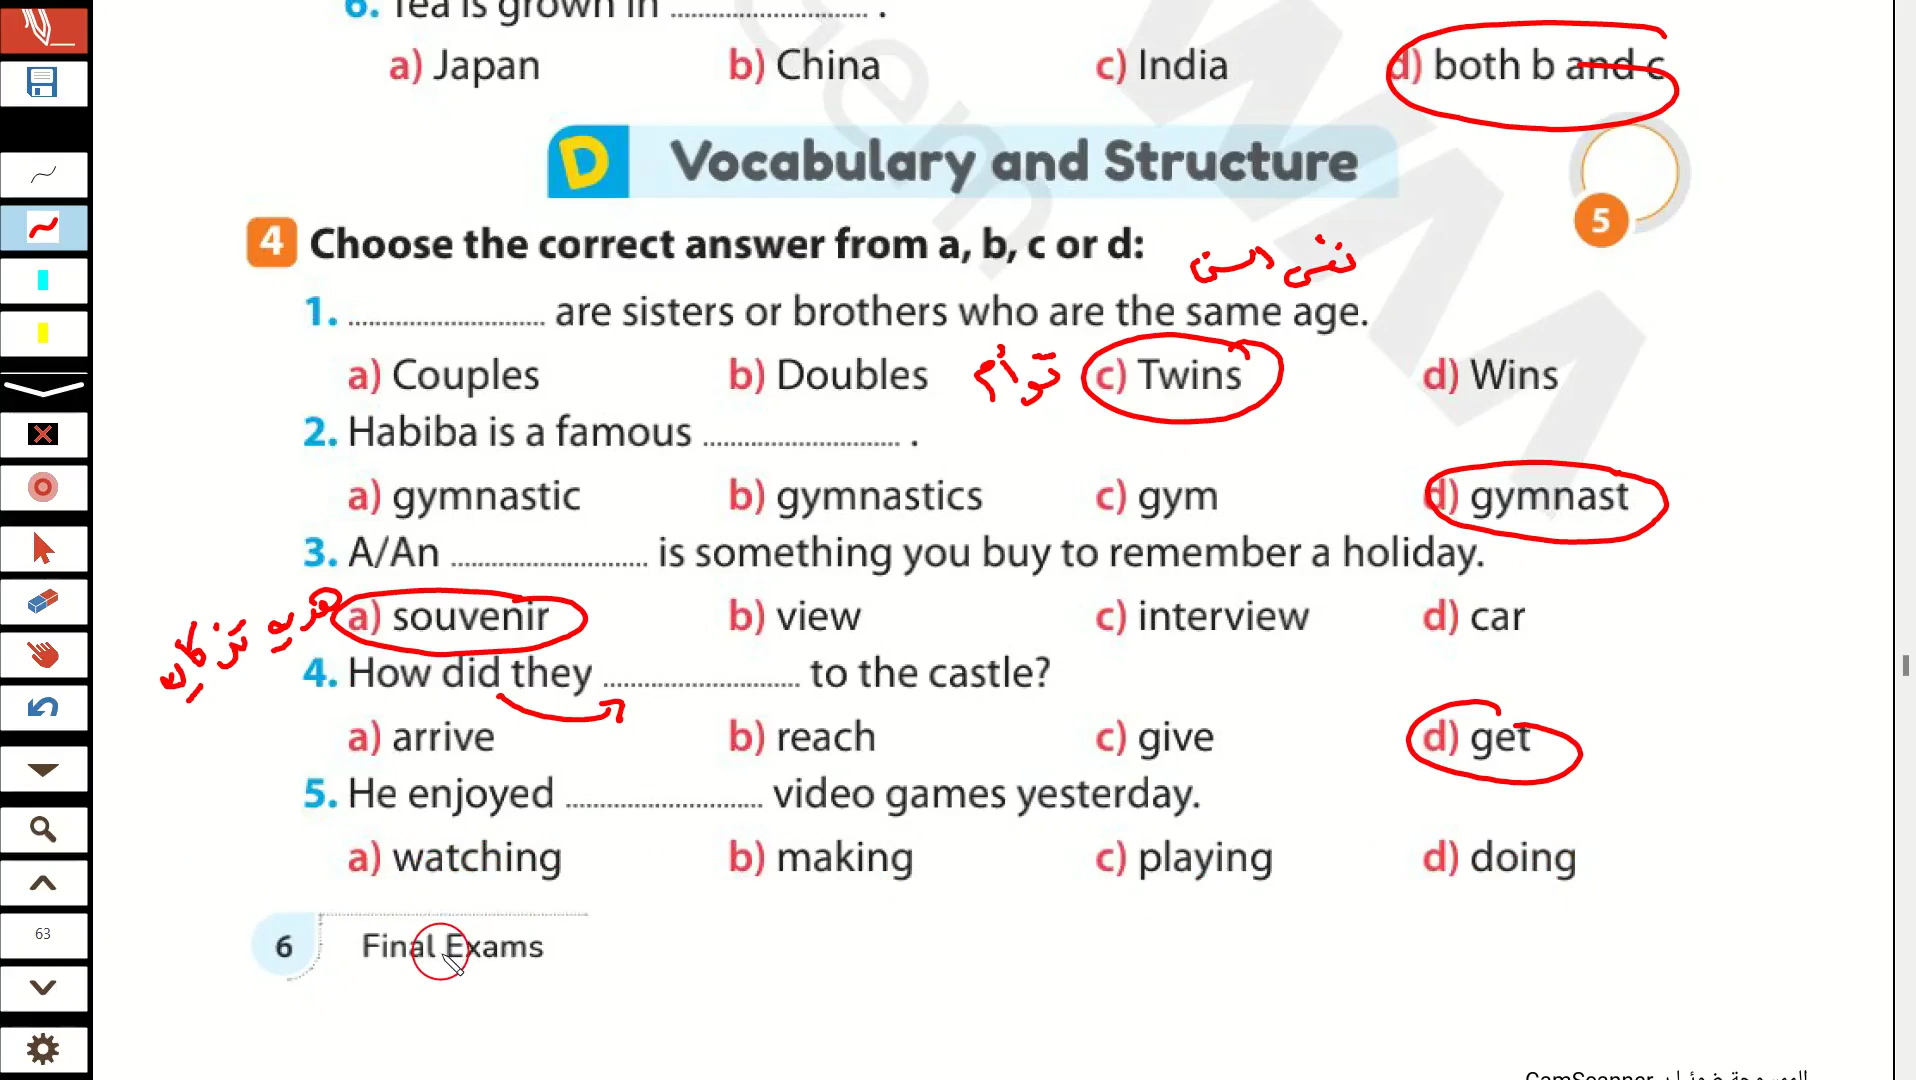 6. Tea is grown in .............................. .
a) Japan b) China c) India d) both b and c
D Vocabulary and Structure
5
4 Choose the correct answer from a, b, c or d:
نفس السن
1. .............................. are sisters or brothers who are the same age.
a) Couples b) Doubles توأم c) Twins d) Wins
2. Habiba is a famous .............................. .
a) gymnastic b) gymnastics c) gym d) gymnast
3. A/An .............................. is something you buy to remember a holiday.
هديه تذكاريه a) souvenir b) view c) interview d) car
4. How did they .............................. to the castle?
a) arrive b) reach c) give d) get
5. He enjoyed .............................. video games yesterday.
a) watching b) making c) playing d) doing
6 Final Exams
63